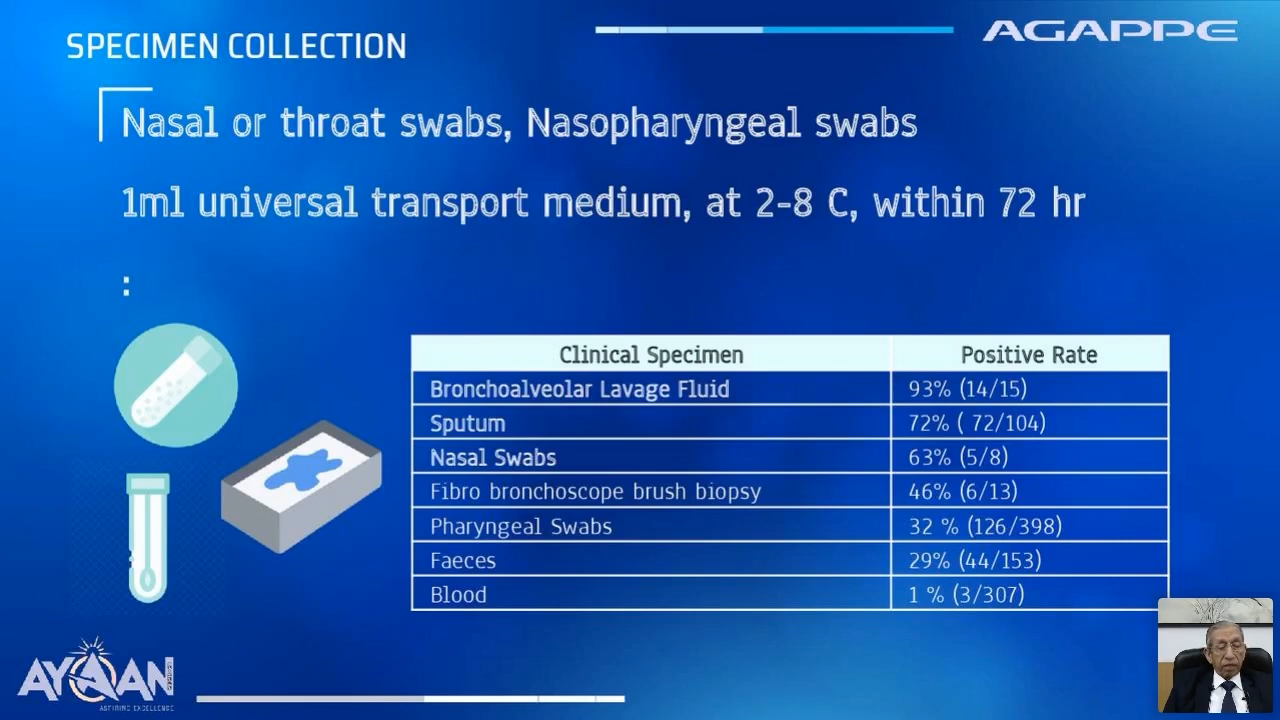 SPECIMEN COLLECTION
AGAPPE
Nasal or throat swabs, Nasopharyngeal swabs
1ml universal transport medium, at 2-8 C, within 72 hr
:
Clinical Specimen Positive Rate
Bronchoalveolar Lavage Fluid 93% (14/15)
Sputum 72% ( 72/104)
Nasal Swabs 63% (5/8)
Fibro bronchoscope brush biopsy 46% (6/13)
Pharyngeal Swabs 32 % (126/398)
Faeces 29% (44/153)
Blood 1 % (3/307)
AYAAN
ASPIRING EXCELLENCE